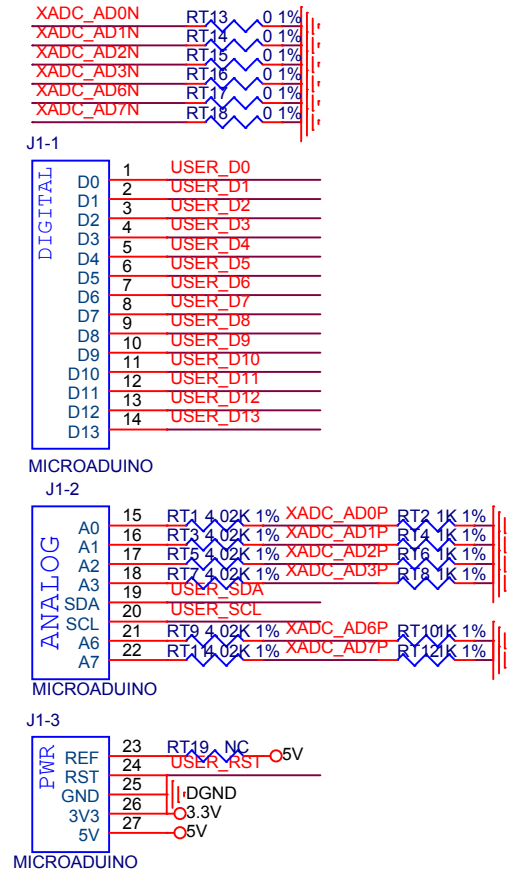 XADC_AD0N RT13 0 1%
XADC_AD1N RT14 0 1%
XADC_AD2N RT15 0 1%
XADC_AD3N RT16 0 1%
XADC_AD6N RT17 0 1%
XADC_AD7N RT18 0 1%
J1-1
DIGITAL
D0 1 USER_D0
D1 2 USER_D1
D2 3 USER_D2
D3 4 USER_D3
D4 5 USER_D4
D5 6 USER_D5
D6 7 USER_D6
D7 8 USER_D7
D8 9 USER_D8
D9 10 USER_D9
D10 11 USER_D10
D11 12 USER_D11
D12 13 USER_D12
D13 14 USER_D13
MICROADUINO
J1-2
ANALOG
A0 15 RT1 4.02K 1% XADC_AD0P RT2 1K 1%
A1 16 RT3 4.02K 1% XADC_AD1P RT4 1K 1%
A2 17 RT5 4.02K 1% XADC_AD2P RT6 1K 1%
A3 18 RT7 4.02K 1% XADC_AD3P RT8 1K 1%
SDA 19 USER_SDA
SCL 20 USER_SCL
A6 21 RT9 4.02K 1% XADC_AD6P RT10 1K 1%
A7 22 RT11 4.02K 1% XADC_AD7P RT12 1K 1%
MICROADUINO
J1-3
PWR
REF 23 RT19 NC 5V
RST 24 USER_RST
GND 25 DGND
3V3 26 3.3V
5V 27 5V
MICROADUINO